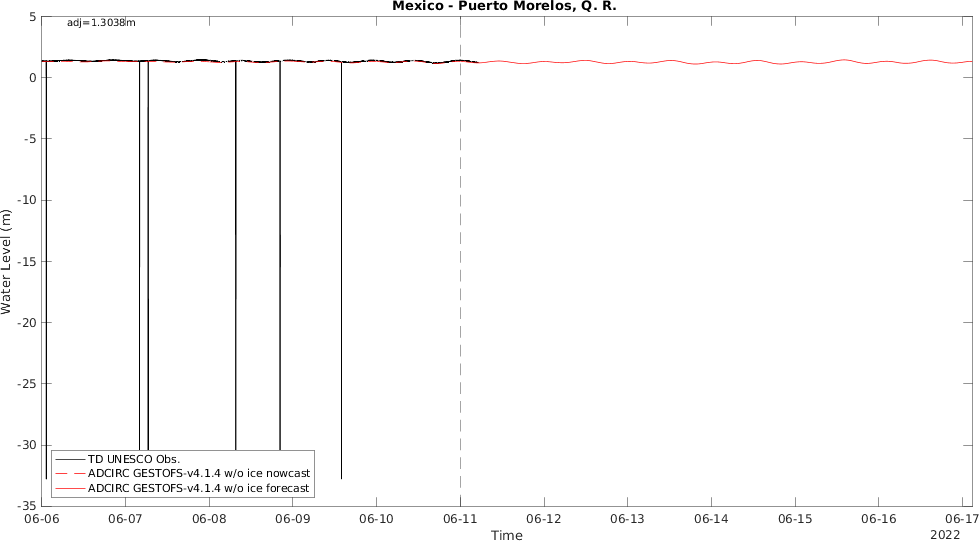 Mexico - Puerto Morelos, Q. R.
adj=1.3038m
5
0
-5
-10
-15
-20
-25
-30
-35
Water Level (m)
TD UNESCO Obs.
ADCIRC GESTOFS-v4.1.4 w/o ice nowcast
ADCIRC GESTOFS-v4.1.4 w/o ice forecast
06-06 06-07 06-08 06-09 06-10 06-11 06-12 06-13 06-14 06-15 06-16 06-17
Time
2022